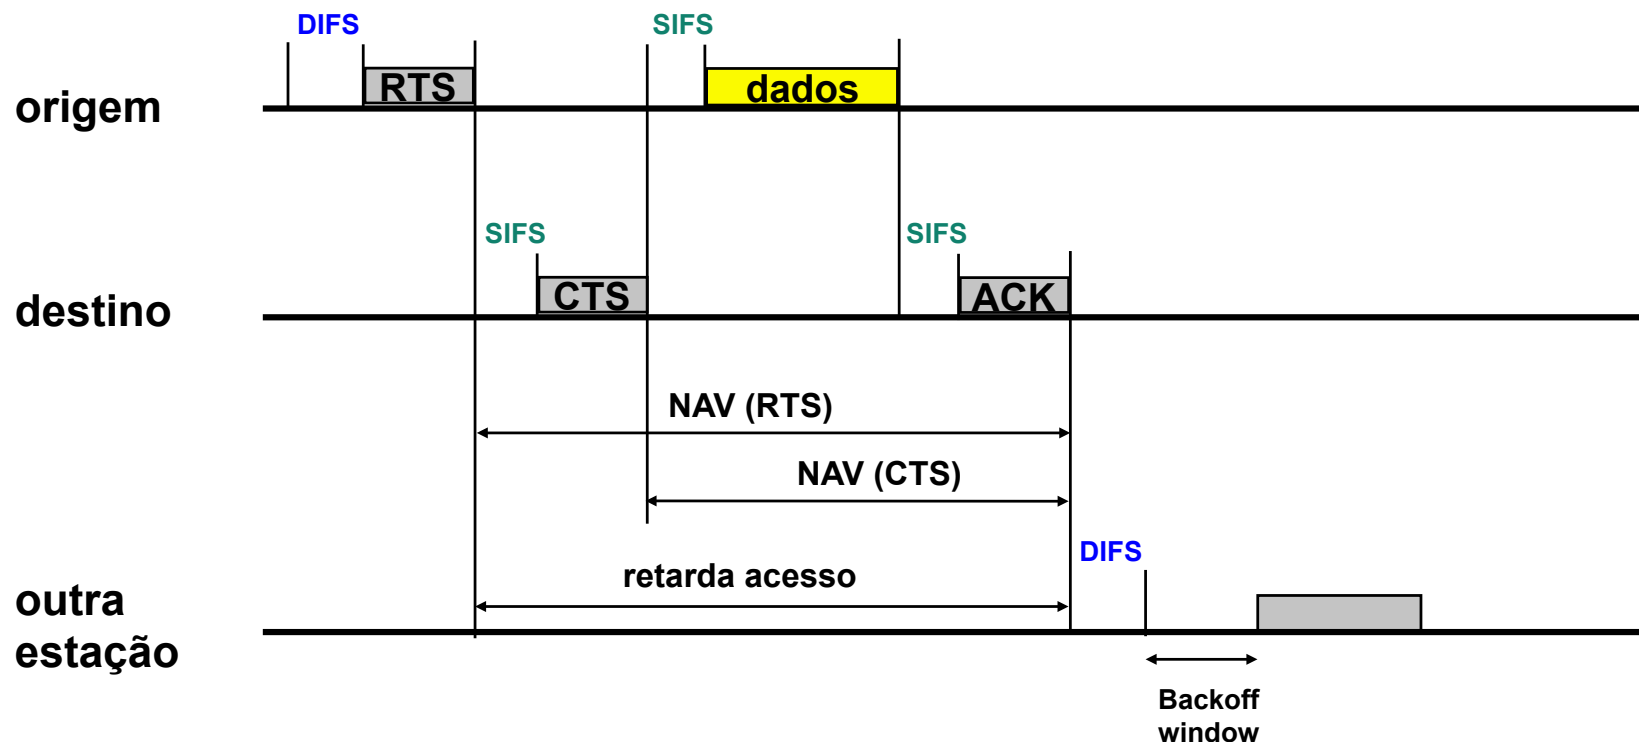 DIFS
SIFS
RTS
dados
origem
SIFS
SIFS
CTS
ACK
destino
NAV (RTS)
NAV (CTS)
DIFS
retarda acesso
outra
estação
Backoff
window